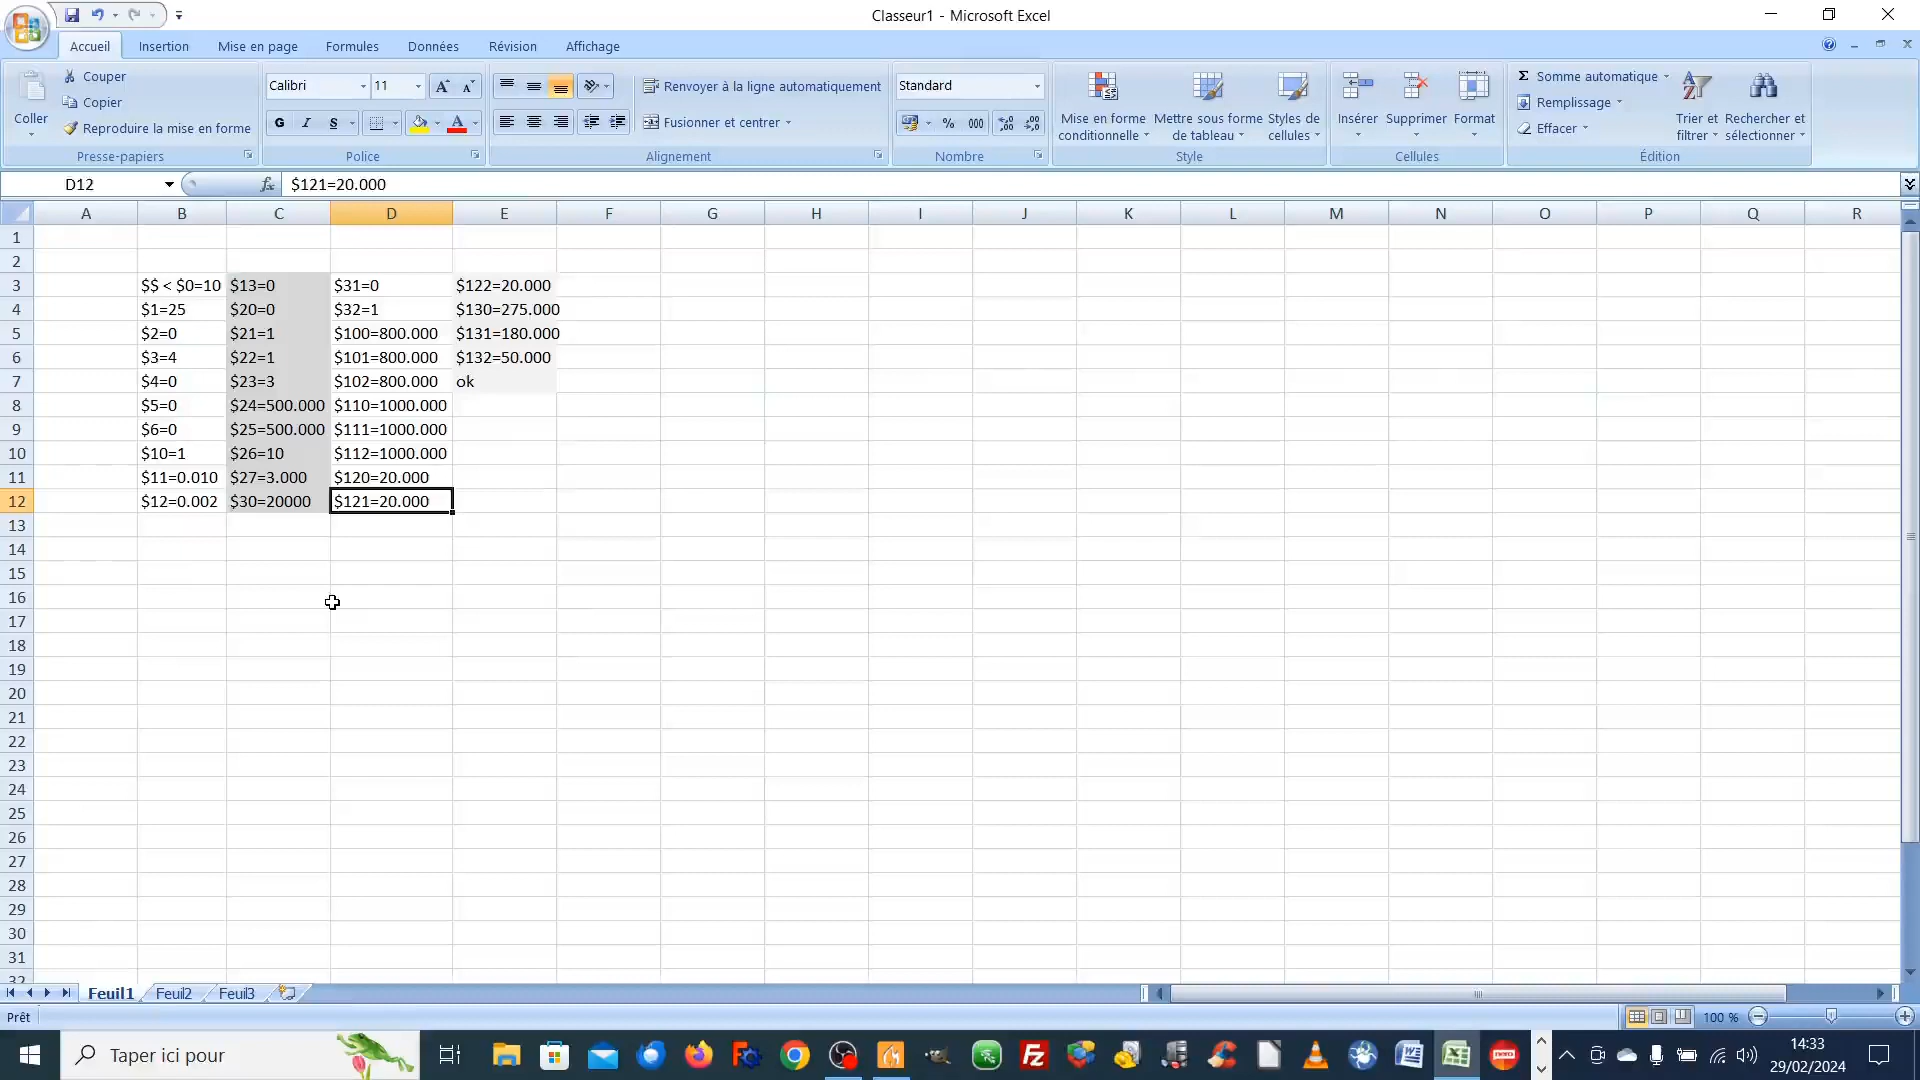 Classeur1 - Microsoft Excel
Accueil Insertion Mise en page Formules Données Révision Affichage
Coller
Couper
Copier
Reproduire la mise en forme
Presse-papiers
Calibri 11
G I S
Police
Renvoyer à la ligne automatiquement
Fusionner et centrer
Alignement
Standard
% 000
Nombre
Mise en forme conditionnelle
Mettre sous forme de tableau
Styles de cellules
Style
Insérer Supprimer Format
Cellules
Somme automatique
Remplissage
Effacer
Trier et filtrer
Rechercher et sélectionner
Édition
D12 fx $121=20.000
A B C D E F G H I J K L M N O P Q R
1
2
3 $$ < $0=10 $13=0 $31=0 $122=20.000
4 $1=25 $20=0 $32=1 $130=275.000
5 $2=0 $21=1 $100=800.000 $131=180.000
6 $3=4 $22=1 $101=800.000 $132=50.000
7 $4=0 $23=3 $102=800.000 ok
8 $5=0 $24=500.000 $110=1000.000
9 $6=0 $25=500.000 $111=1000.000
10 $10=1 $26=10 $112=1000.000
11 $11=0.010 $27=3.000 $120=20.000
12 $12=0.002 $30=20000 $121=20.000
13
14
15
16
17
18
19
20
21
22
23
24
25
26
27
28
29
30
31
32
Feuil1 Feuil2 Feuil3
Prêt 100 %
Taper ici pour
14:33
29/02/2024